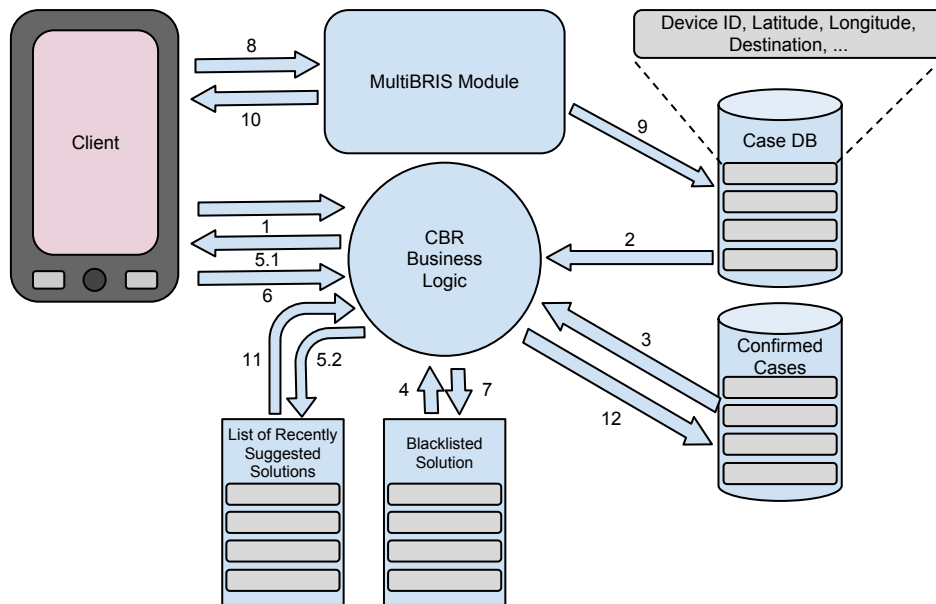 Device ID, Latitude, Longitude,
Destination, ...
8
MultiBRIS Module
10
9
Client
Case DB
1
CBR
Business
Logic
2
5.1
6
3
11
5.2
Confirmed
Cases
4
7
12
List of Recently
Suggested
Solutions
Blacklisted
Solution